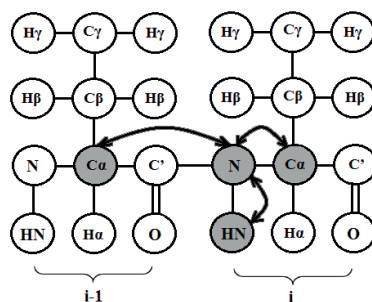 Hγ Cγ Hγ Hγ Cγ Hγ
Hβ Cβ Hβ Hβ Cβ Hβ
N Cα C' N Cα C'
HN Hα O HN Hα O
i-1 i